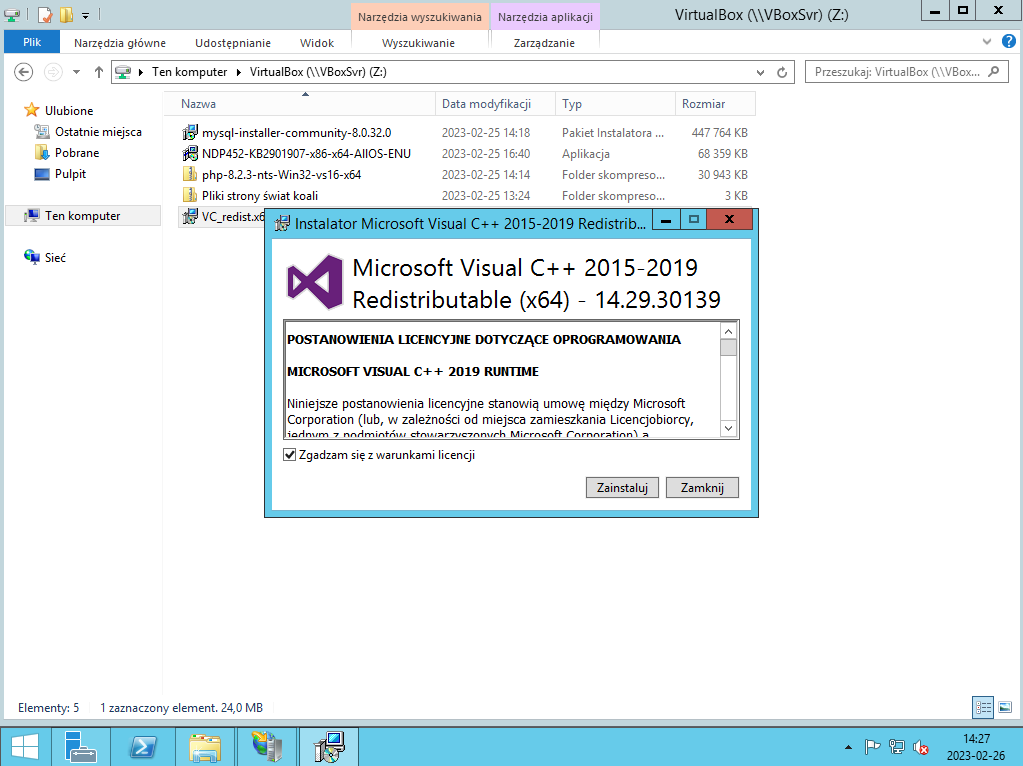 Narzędzia wyszukiwania
Narzędzia aplikacji
VirtualBox (\\VBoxSvr) (Z:)
Plik
Narzędzia główne
Udostępnianie
Widok
Wyszukiwanie
Zarządzanie
Ten komputer
VirtualBox (\\VBoxSvr) (Z:)
Przeszukaj: VirtualBox (\\VBox...
Ulubione
Ostatnie miejsca
Pobrane
Pulpit
Ten komputer
Sieć
Nazwa Data modyfikacji Typ Rozmiar
mysql-installer-community-8.0.32.0 2023-02-25 14:18 Pakiet Instalatora ... 447 764 KB
NDP452-KB2901907-x86-x64-AllOS-ENU 2023-02-25 16:40 Aplikacja 68 359 KB
php-8.2.3-nts-Win32-vs16-x64 2023-02-25 14:14 Folder skompreso... 30 943 KB
Pliki strony świat koali 2023-02-25 13:24 Folder skompreso... 3 KB
VC_redist.x6
Instalator Microsoft Visual C++ 2015-2019 Redistrib...
Microsoft Visual C++ 2015-2019
Redistributable (x64) - 14.29.30139
POSTANOWIENIA LICENCYJNE DOTYCZĄCE OPROGRAMOWANIA
MICROSOFT VISUAL C++ 2019 RUNTIME
Niniejsze postanowienia licencyjne stanowią umowę między Microsoft
Corporation (lub, w zależności od miejsca zamieszkania Licencjobiorcy,
jednym z podmiotów stowarzyszonych Microsoft Corporation) a
Zgadzam się z warunkami licencji
Zainstaluj
Zamknij
Elementy: 5
1 zaznaczony element. 24,0 MB
14:27
2023-02-26